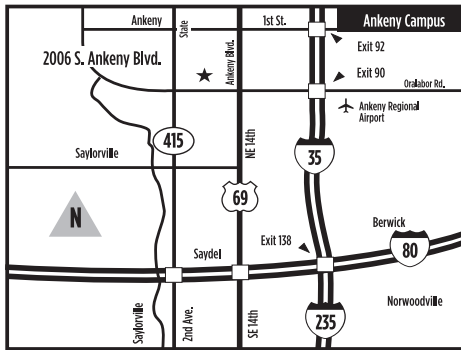 Ankeny
State
1st St.
Ankeny Campus
2006 S. Ankeny Blvd.
Ankeny Blvd.
Exit 92
Exit 90
Oralabor Rd.
Ankeny Regional
Airport
415
Saylorville
NE 14th
35
69
N
Berwick
Exit 138
80
Saydel
Saylorville
2nd Ave.
SE 14th
235
Norwoodville